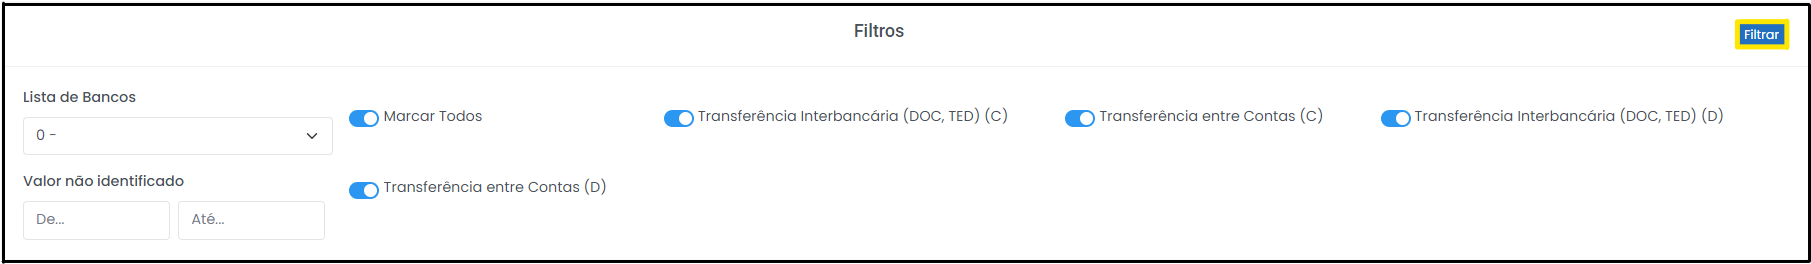 Filtros
Filtrar
Lista de Bancos
0 -
Marcar Todos
Transferência Interbancária (DOC, TED) (C)
Transferência entre Contas (C)
Transferência Interbancária (DOC, TED) (D)
Valor não identificado
De...
Até...
Transferência entre Contas (D)